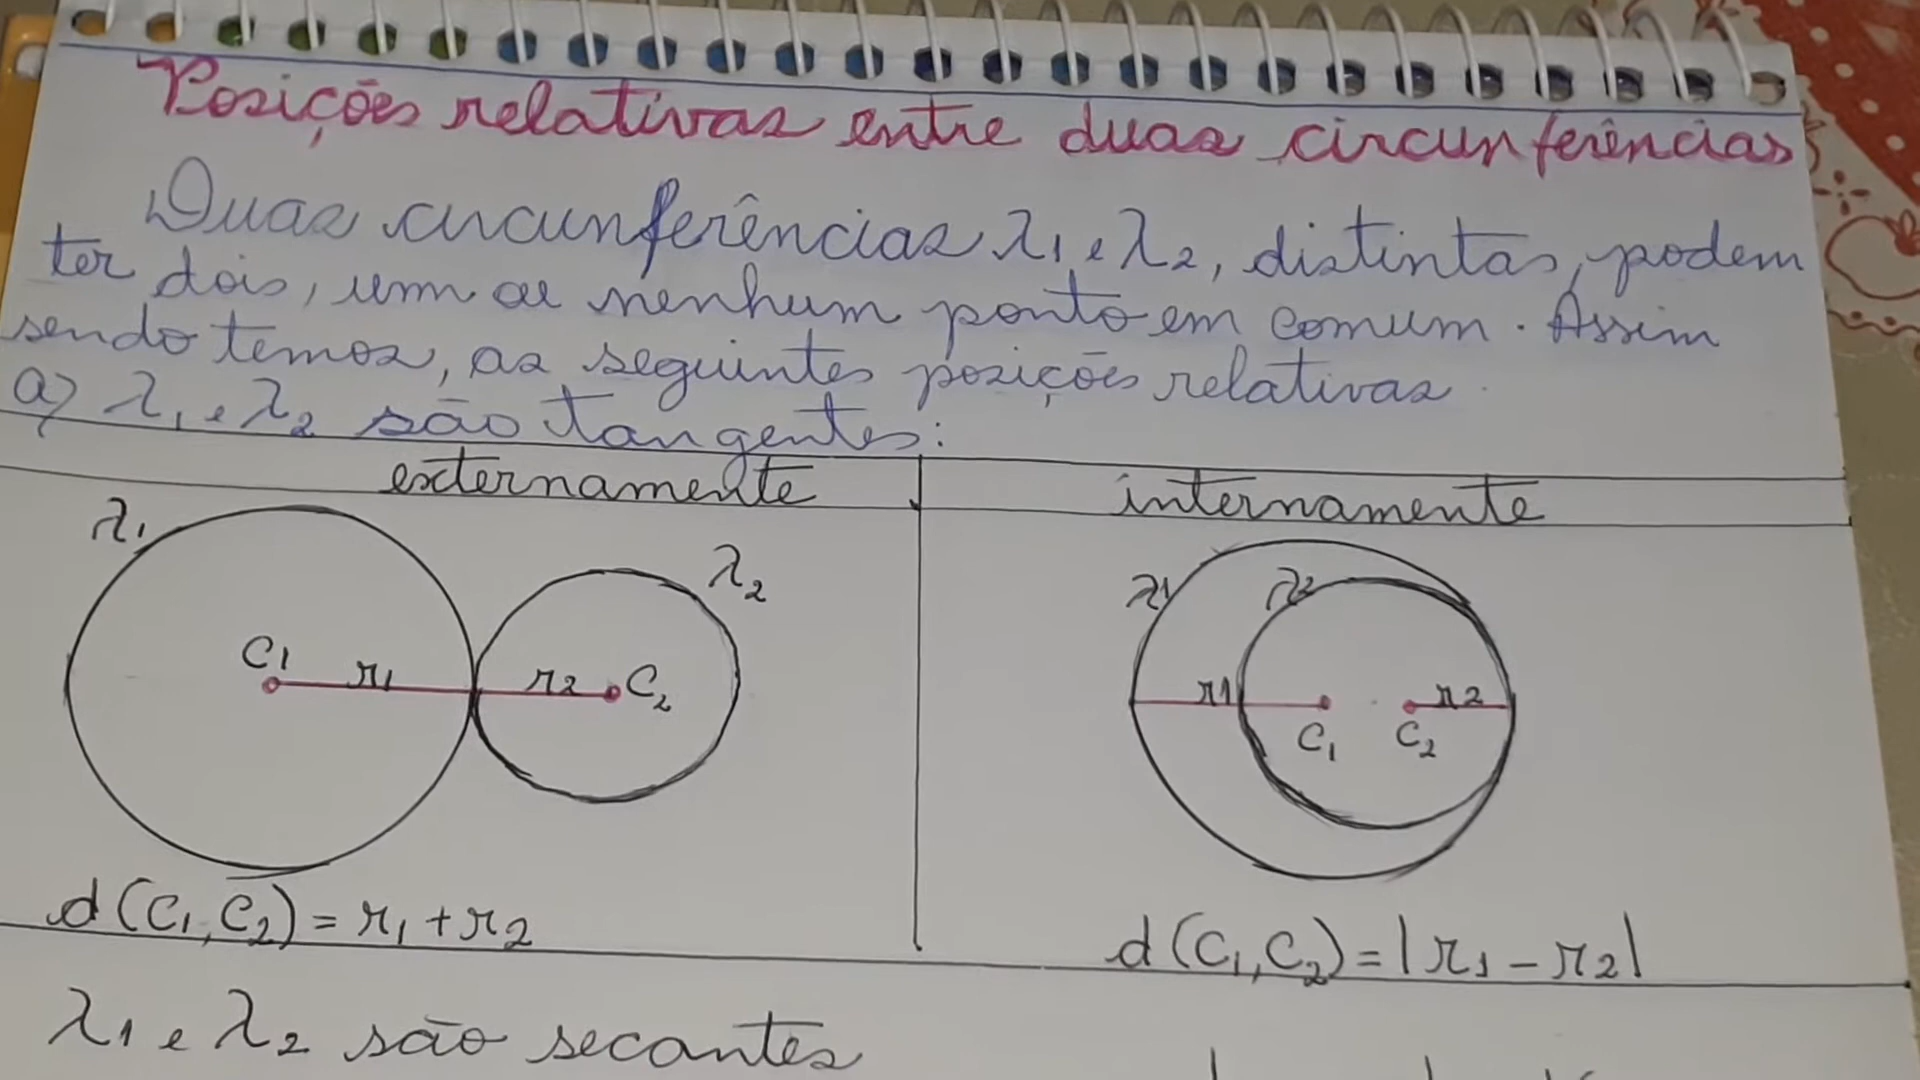 Posições relativas entre duas circunferências
Duas circunferências λ1 e λ2, distintas, podem
ter dois, um ou nenhum ponto em comum. Assim
sendo temos, as seguintes posições relativas.
a) λ1 e λ2 são tangentes:
externamente
internamente
λ1
λ2
C1
r1
r2
C2
λ1
λ2
r1
C1
C2
r2
d(C1,C2) = r1 + r2
d(C1,C2) = |r1 - r2|
λ1 e λ2 são secantes